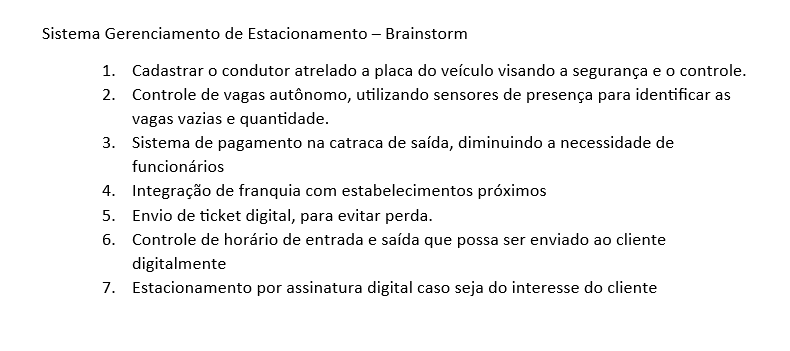 Sistema Gerenciamento de Estacionamento – Brainstorm
1. Cadastrar o condutor atrelado a placa do veículo visando a segurança e o controle.
2. Controle de vagas autônomo, utilizando sensores de presença para identificar as
vagas vazias e quantidade.
3. Sistema de pagamento na catraca de saída, diminuindo a necessidade de
funcionários
4. Integração de franquia com estabelecimentos próximos
5. Envio de ticket digital, para evitar perda.
6. Controle de horário de entrada e saída que possa ser enviado ao cliente
digitalmente
7. Estacionamento por assinatura digital caso seja do interesse do cliente